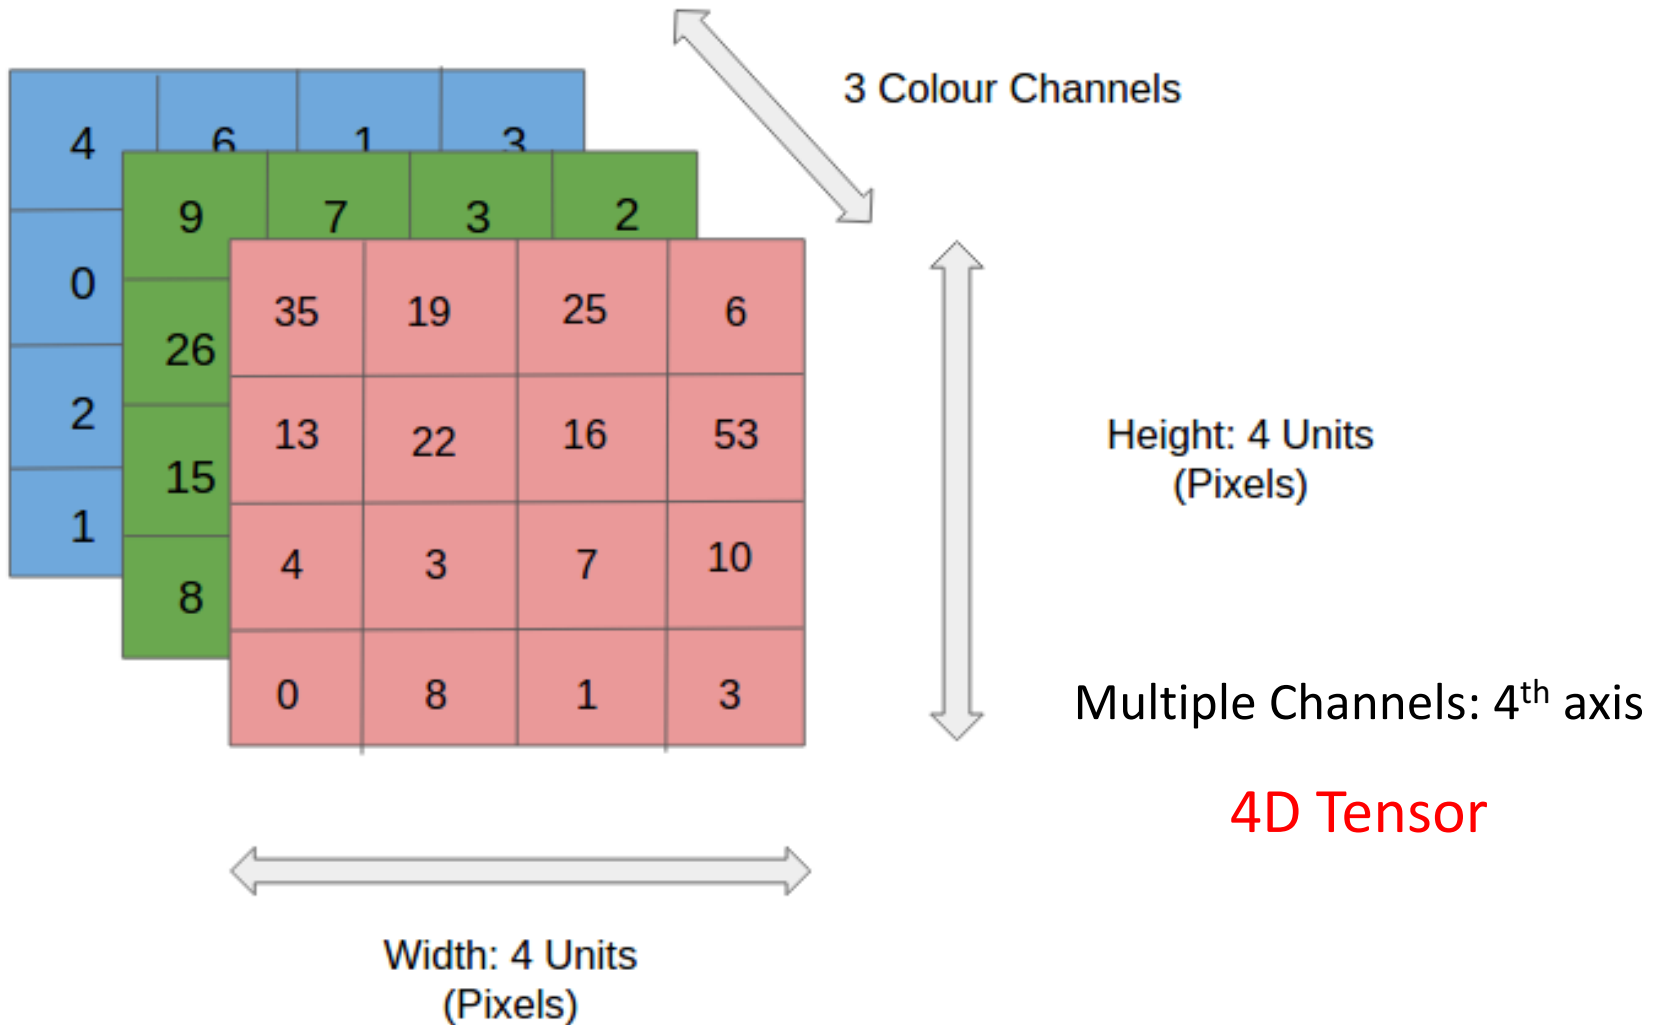 3 Colour Channels
4 6 1 3
9 7 3 2
0
35 19 25 6
26
2
13 22 16 53
Height: 4 Units
(Pixels)
15
1
4 3 7 10
8
0 8 1 3
Multiple Channels: 4th axis
4D Tensor
Width: 4 Units
(Pixels)